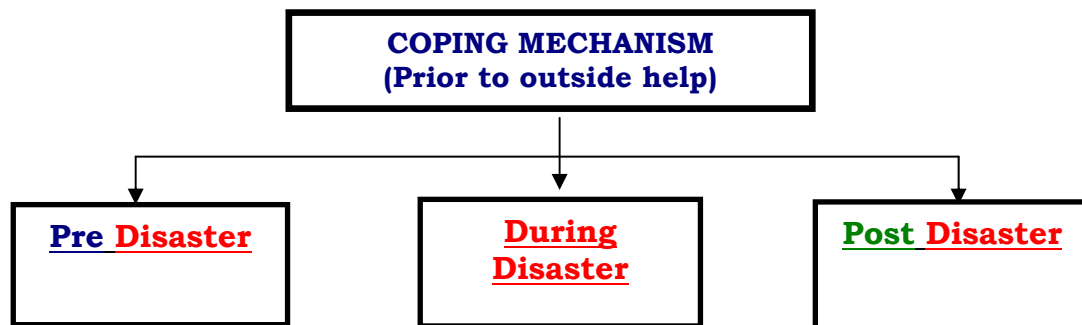 COPING MECHANISM
(Prior to outside help)
Pre Disaster
During
Disaster
Post Disaster